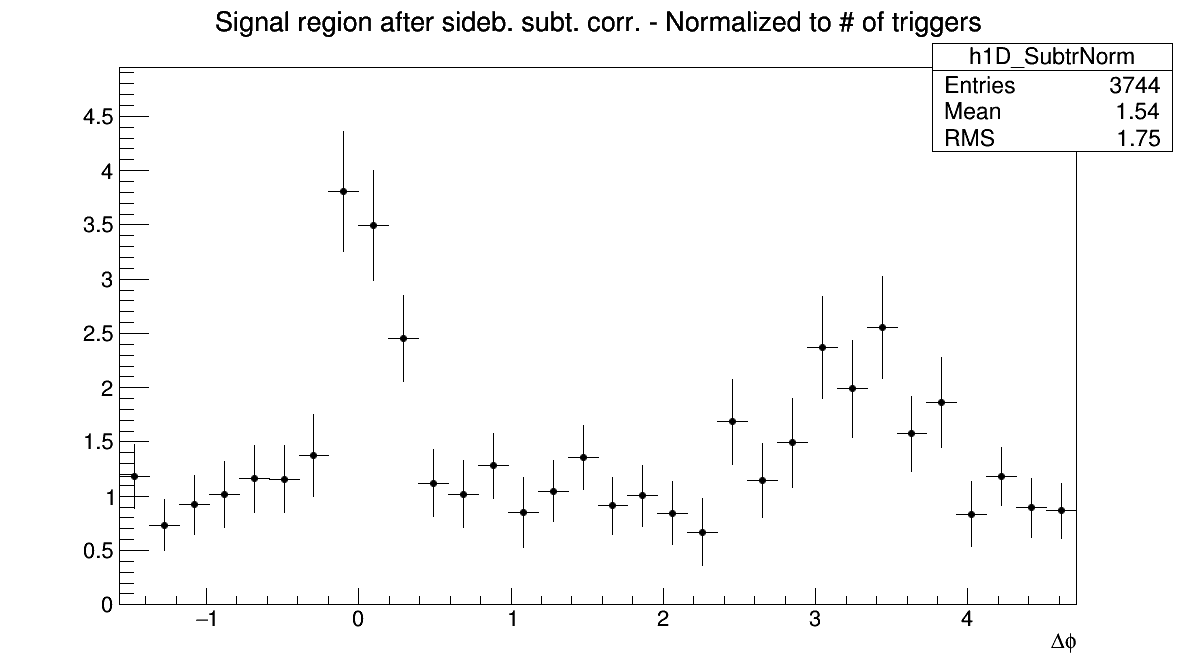 Signal region after sideb. subt. corr. - Normalized to # of triggers
h1D_SubtrNorm
Entries 3744
Mean 1.54
RMS 1.75
4.5
4
3.5
3
2.5
2
1.5
1
0.5
0
−1 0 1 2 3 4
Δϕ